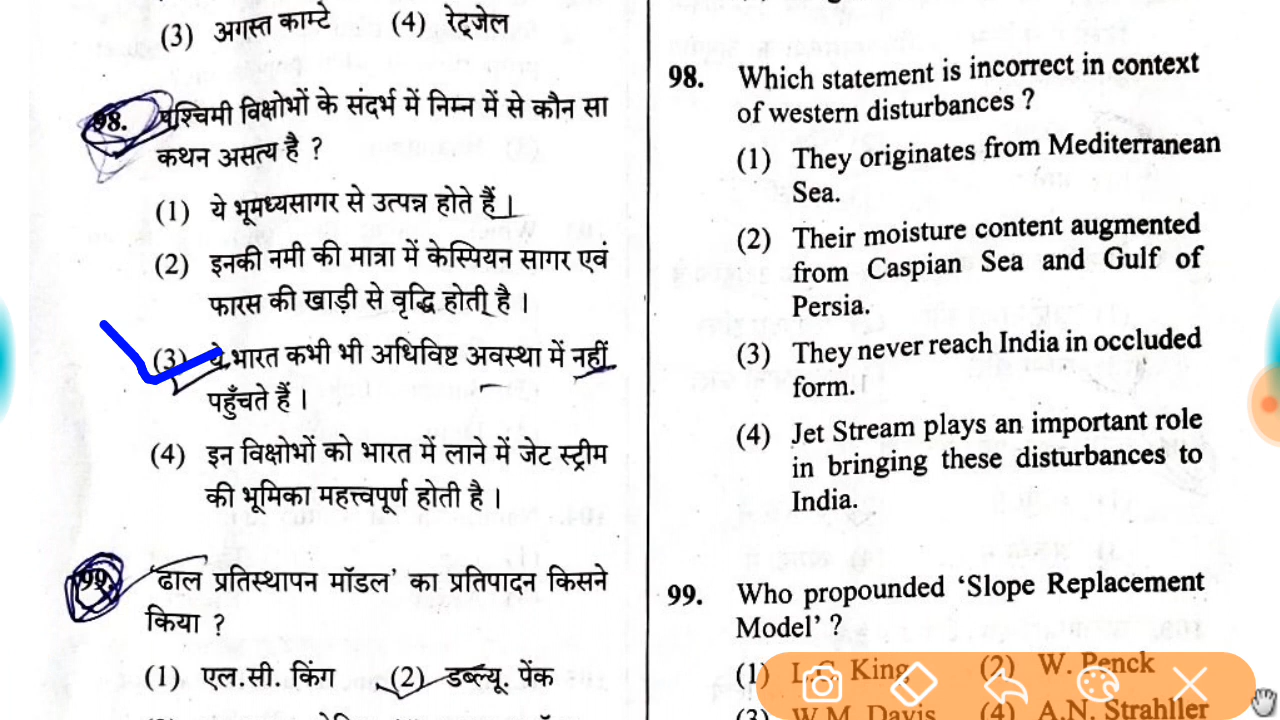 (3) अगस्त काम्टे (4) रेट्जेल
98. पश्चिमी विक्षोभों के संदर्भ में निम्न में से कौन सा
कथन असत्य है ?
(1) ये भूमध्यसागर से उत्पन्न होते हैं।
(2) इनकी नमी की मात्रा में केस्पियन सागर एवं
फारस की खाड़ी से वृद्धि होती है ।
(3) ये भारत कभी भी अधिविष्ट अवस्था में नहीं
पहुँचते हैं ।
(4) इन विक्षोभों को भारत में लाने में जेट स्ट्रीम
की भूमिका महत्त्वपूर्ण होती है ।
99. 'ढाल प्रतिस्थापन मॉडल' का प्रतिपादन किसने
किया ?
(1) एल.सी. किंग (2) डब्ल्यू. पेंक
98. Which statement is incorrect in context
of western disturbances ?
(1) They originates from Mediterranean
Sea.
(2) Their moisture content augmented
from Caspian Sea and Gulf of
Persia.
(3) They never reach India in occluded
form.
(4) Jet Stream plays an important role
in bringing these disturbances to
India.
99. Who propounded 'Slope Replacement
Model' ?
(1) L.C. King (2) W. Penck
(3) W.M. Davis (4) A.N. Strahller